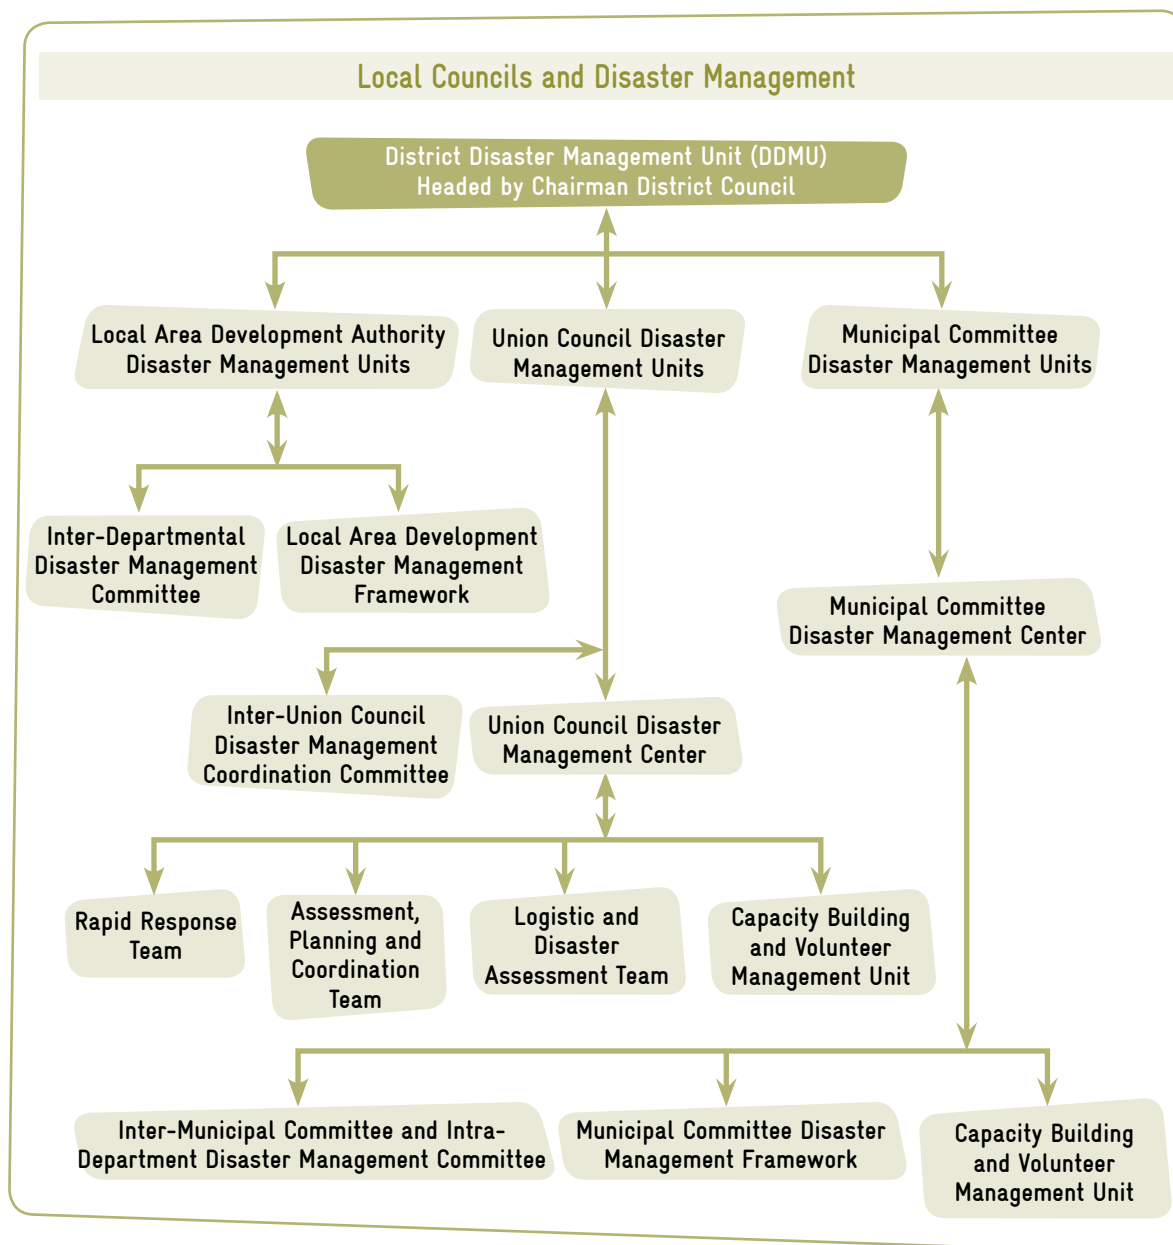 Local Councils and Disaster Management
District Disaster Management Unit (DDMU)
Headed by Chairman District Council
Local Area Development Authority
Disaster Management Units
Union Council Disaster
Management Units
Municipal Committee
Disaster Management Units
Inter-Departmental
Disaster Management
Committee
Local Area Development
Disaster Management
Framework
Municipal Committee
Disaster Management Center
Inter-Union Council
Disaster Management
Coordination Committee
Union Council Disaster
Management Center
Rapid Response
Team
Assessment,
Planning and
Coordination
Team
Logistic and
Disaster
Assessment Team
Capacity Building
and Volunteer
Management Unit
Inter-Municipal Committee and Intra-
Department Disaster Management Committee
Municipal Committee Disaster
Management Framework
Capacity Building
and Volunteer
Management Unit